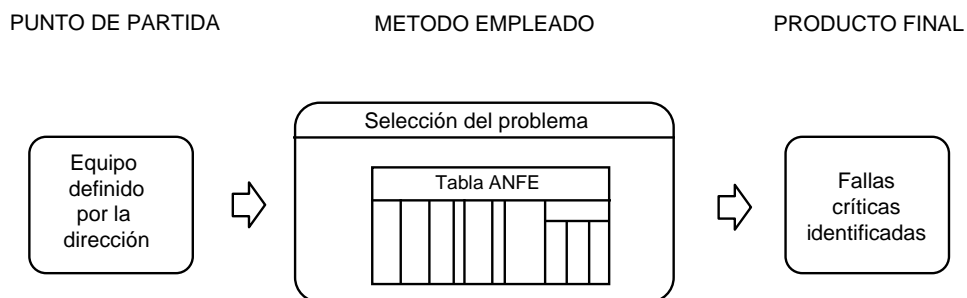 PUNTO DE PARTIDA
METODO EMPLEADO
PRODUCTO FINAL
Equipo
definido
por la
dirección
Selección del problema
Tabla ANFE
Fallas
críticas
identificadas